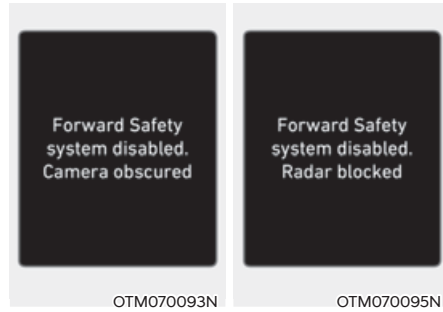 Forward Safety
system disabled.
Camera obscured
OTM070093N
Forward Safety
system disabled.
Radar blocked
OTM070095N